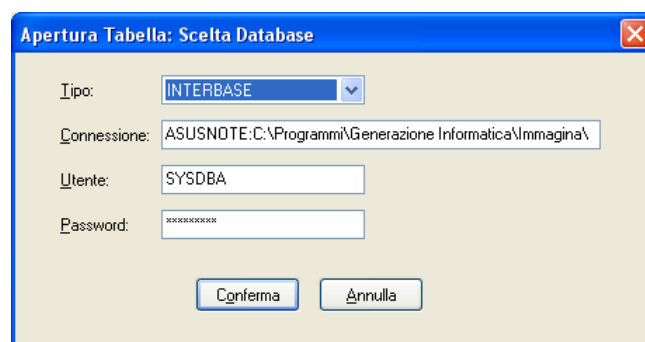 Apertura Tabella: Scelta Database
Tipo: INTERBASE
Connessione: ASUSNOTE:C:\Programmi\Generazione Informatica\Immagina\
Utente: SYSDBA
Password: *********
Conferma Annulla